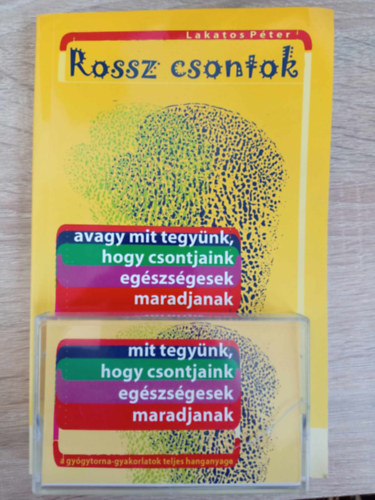 Lakatos Péter
Rossz csontok
avagy mit tegyünk,
hogy csontjaink
egészségesek
maradjanak
mit tegyünk,
hogy csontjaink
egészségesek
maradjanak
a gyógytorna-gyakorlatok teljes hanganyaga